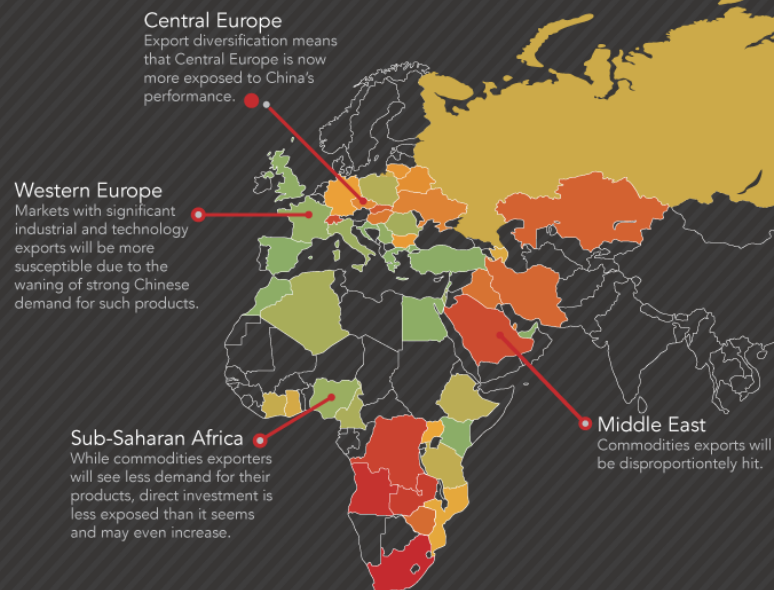 Central Europe
Export diversification means
that Central Europe is now
more exposed to China's
performance.
Western Europe
Markets with significant
industrial and technology
exports will be more
susceptible due to the
waning of strong Chinese
demand for such products.
Sub-Saharan Africa
While commodities exporters
will see less demand for their
products, direct investment is
less exposed than it seems
and may even increase.
Middle East
Commodities exports will
be disproportiontely hit.